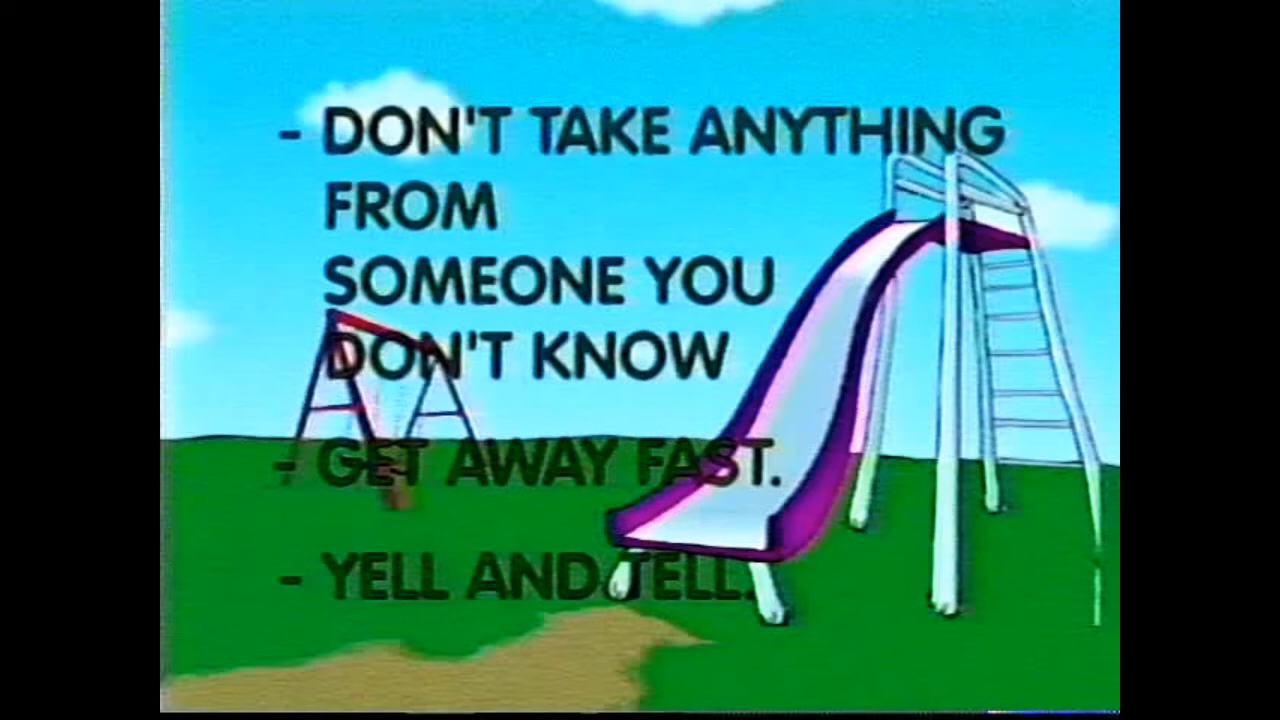 - DON'T TAKE ANYTHING
FROM
SOMEONE YOU
DON'T KNOW
- GET AWAY FAST.
- YELL AND TELL.